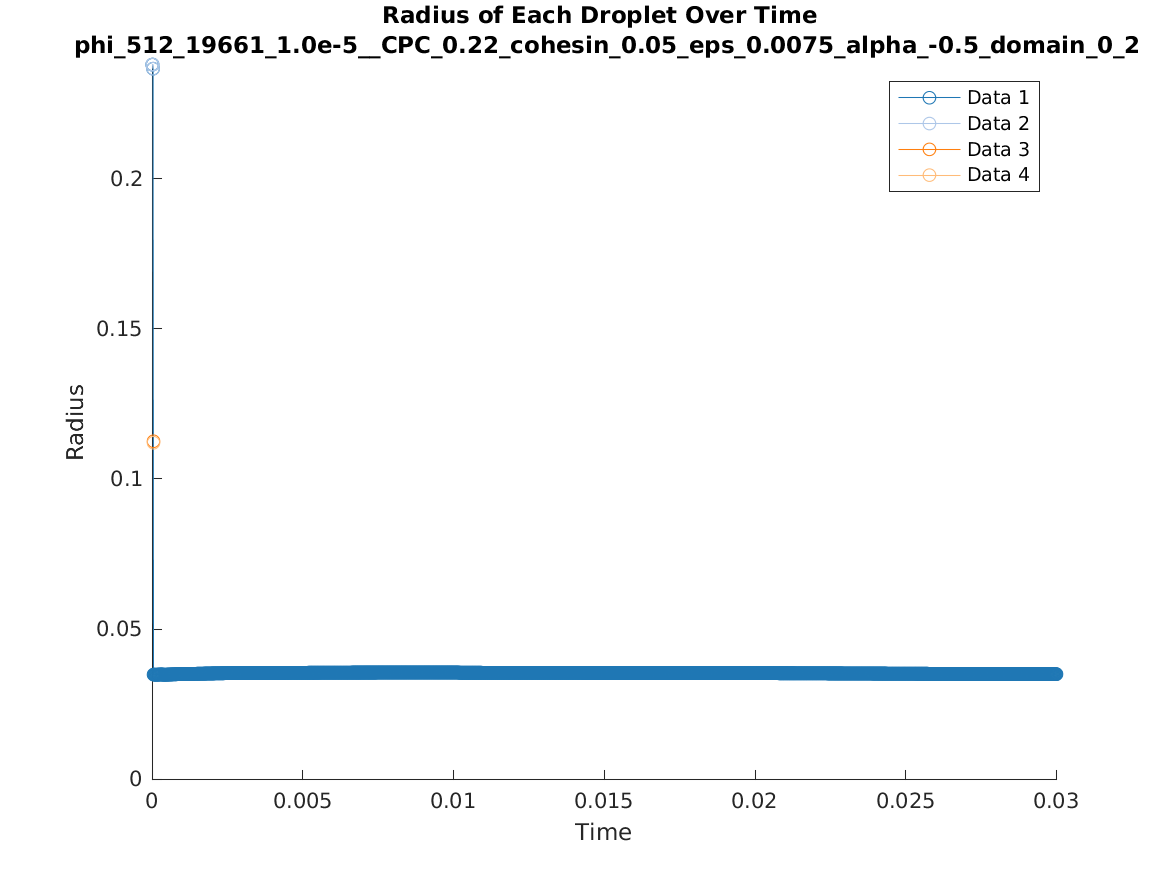 Radius of Each Droplet Over Time
phi_512_19661_1.0e-5__CPC_0.22_cohesin_0.05_eps_0.0075_alpha_-0.5_domain_0_2
Data 1
Data 2
Data 3
Data 4
0.2
0.15
0.1
0.05
0
Radius
0
0.005
0.01
0.015
0.02
0.025
0.03
Time